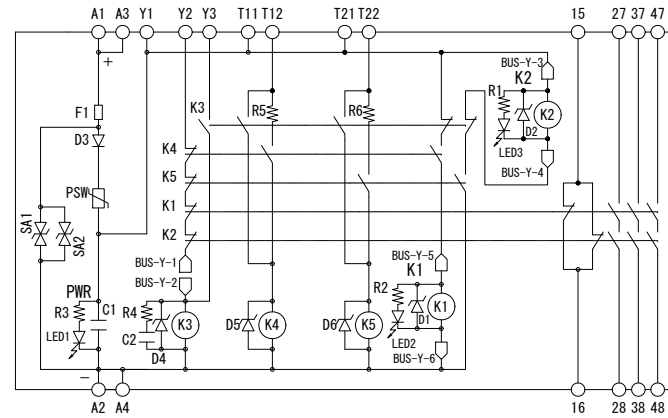 A1 A3 Y1 Y2 Y3 T11 T12 T21 T22 15 27 37 47
+
BUS-Y-3
K2
F1
K3
R5
R6
R1
K2
D2
D3
LED3
K4
BUS-Y-4
PSW
K5
K1
SA1
SA2
K2
BUS-Y-1
BUS-Y-5
PWR
BUS-Y-2
K1
R3
C1
R4
R2
K3
D5
K4
D6
K5
K1
D1
LED1
C2
D4
LED2
BUS-Y-6
−
A2 A4 16 28 38 48